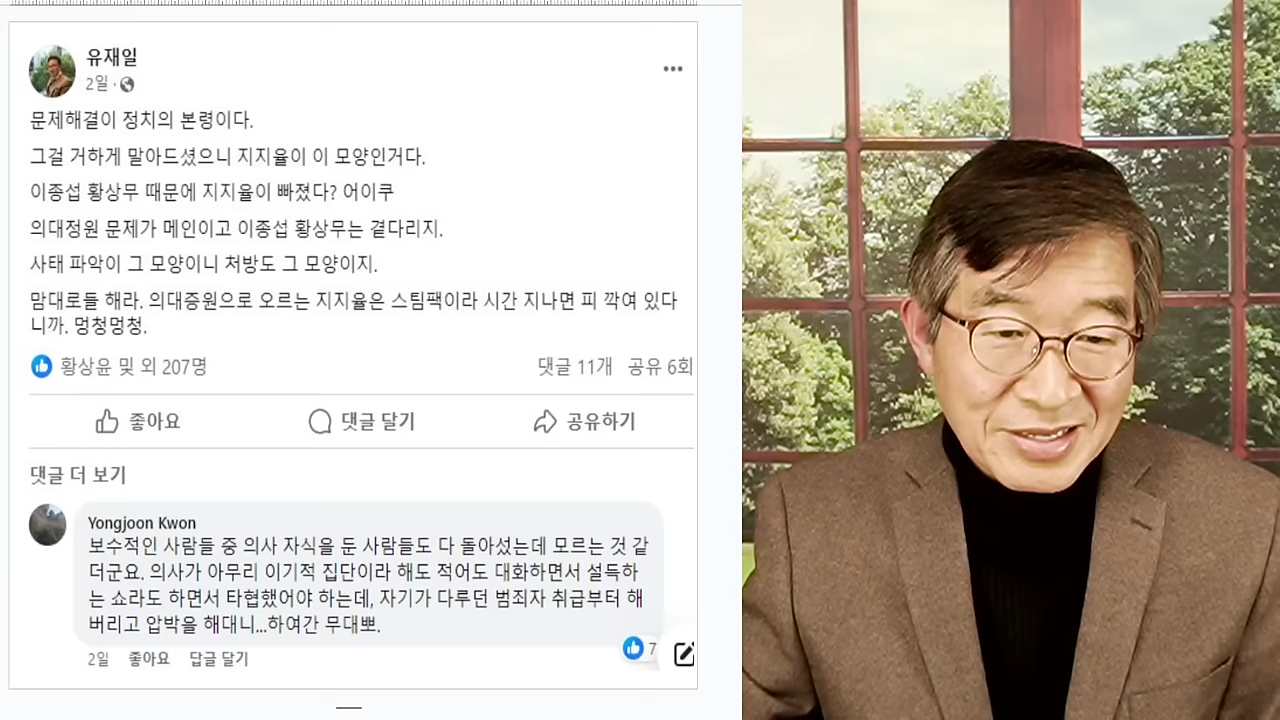 유재일
2일 ·
문제해결이 정치의 본령이다.
그걸 거하게 말아드셨으니 지지율이 이 모양인거다.
이종섭 황상무 때문에 지지율이 빠졌다? 어이쿠
의대정원 문제가 메인이고 이종섭 황상무는 곁다리지.
사태 파악이 그 모양이니 처방도 그 모양이지.
맘대로들 해라. 의대증원으로 오르는 지지율은 스팀팩이라 시간 지나면 피 깍여 있다
니까. 멍청멍청.
황상윤 및 외 207명 댓글 11개 공유 6회
좋아요 댓글 달기 공유하기
댓글 더 보기
Yongjoon Kwon
보수적인 사람들 중 의사 자식을 둔 사람들도 다 돌아섰는데 모르는 것 같
더군요. 의사가 아무리 이기적 집단이라 해도 적어도 대화하면서 설득하
는 쇼라도 하면서 타협했어야 하는데, 자기가 다루던 범죄자 취급부터 해
버리고 압박을 해대니...하여간 무대뽀.
2일 좋아요 답글 달기 7